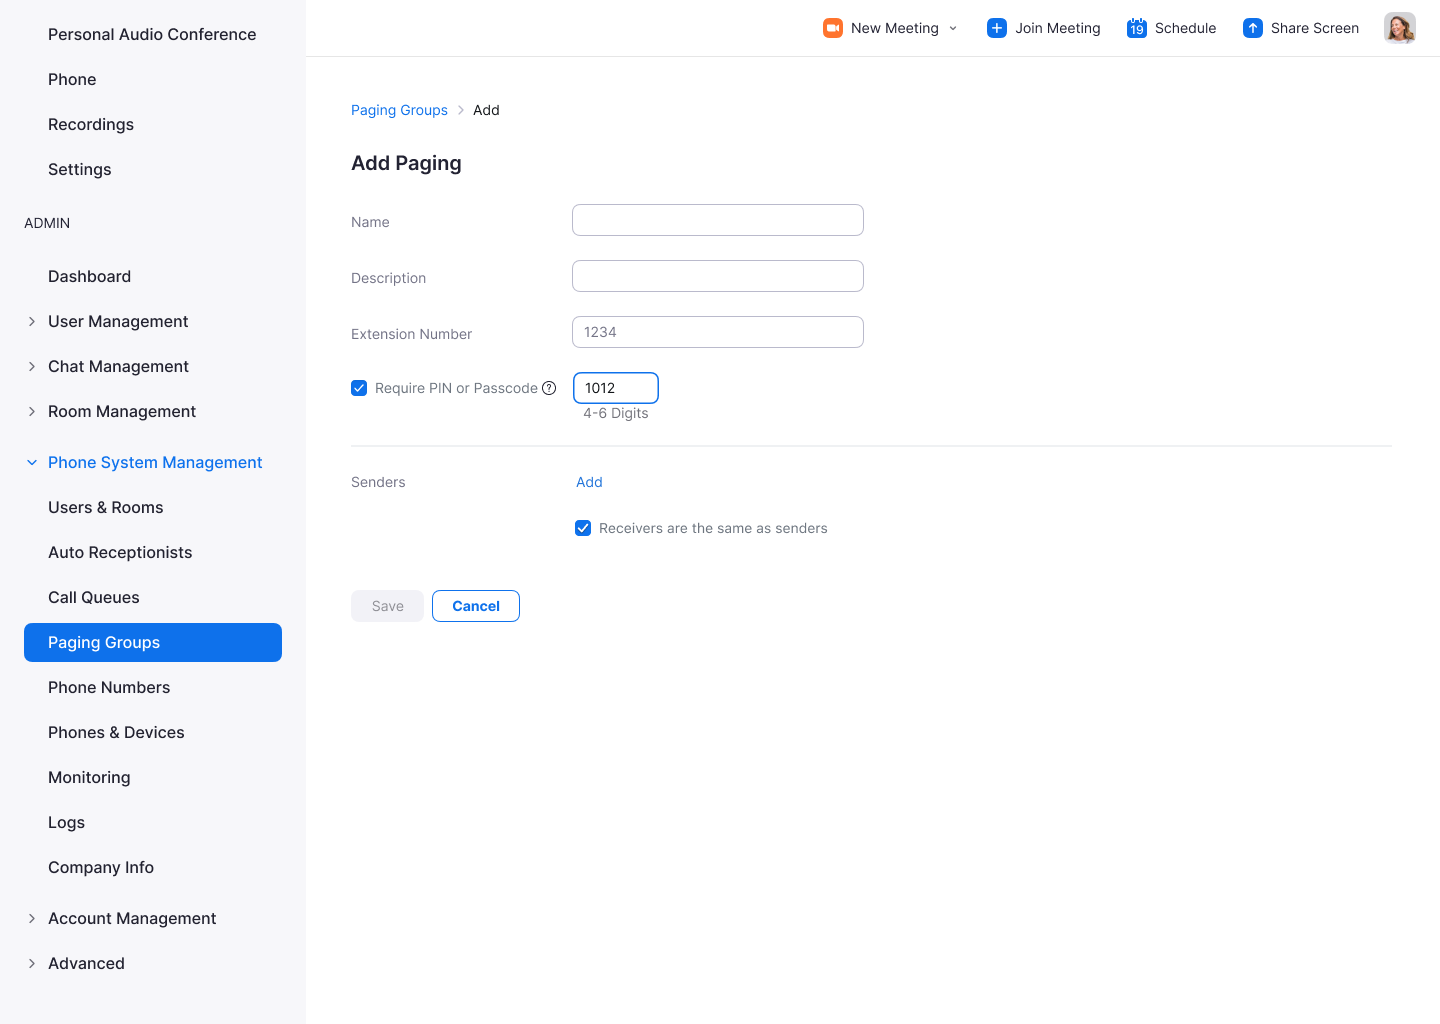 Personal Audio Conference
Phone
Recordings
Settings
ADMIN
Dashboard
User Management
Chat Management
Room Management
Phone System Management
Users & Rooms
Auto Receptionists
Call Queues
Paging Groups
Phone Numbers
Phones & Devices
Monitoring
Logs
Company Info
Account Management
Advanced
New Meeting
Join Meeting
19 Schedule
Share Screen
Paging Groups > Add
Add Paging
Name
Description
Extension Number 1234
Require PIN or Passcode ? 1012
4-6 Digits
Senders Add
Receivers are the same as senders
Save Cancel